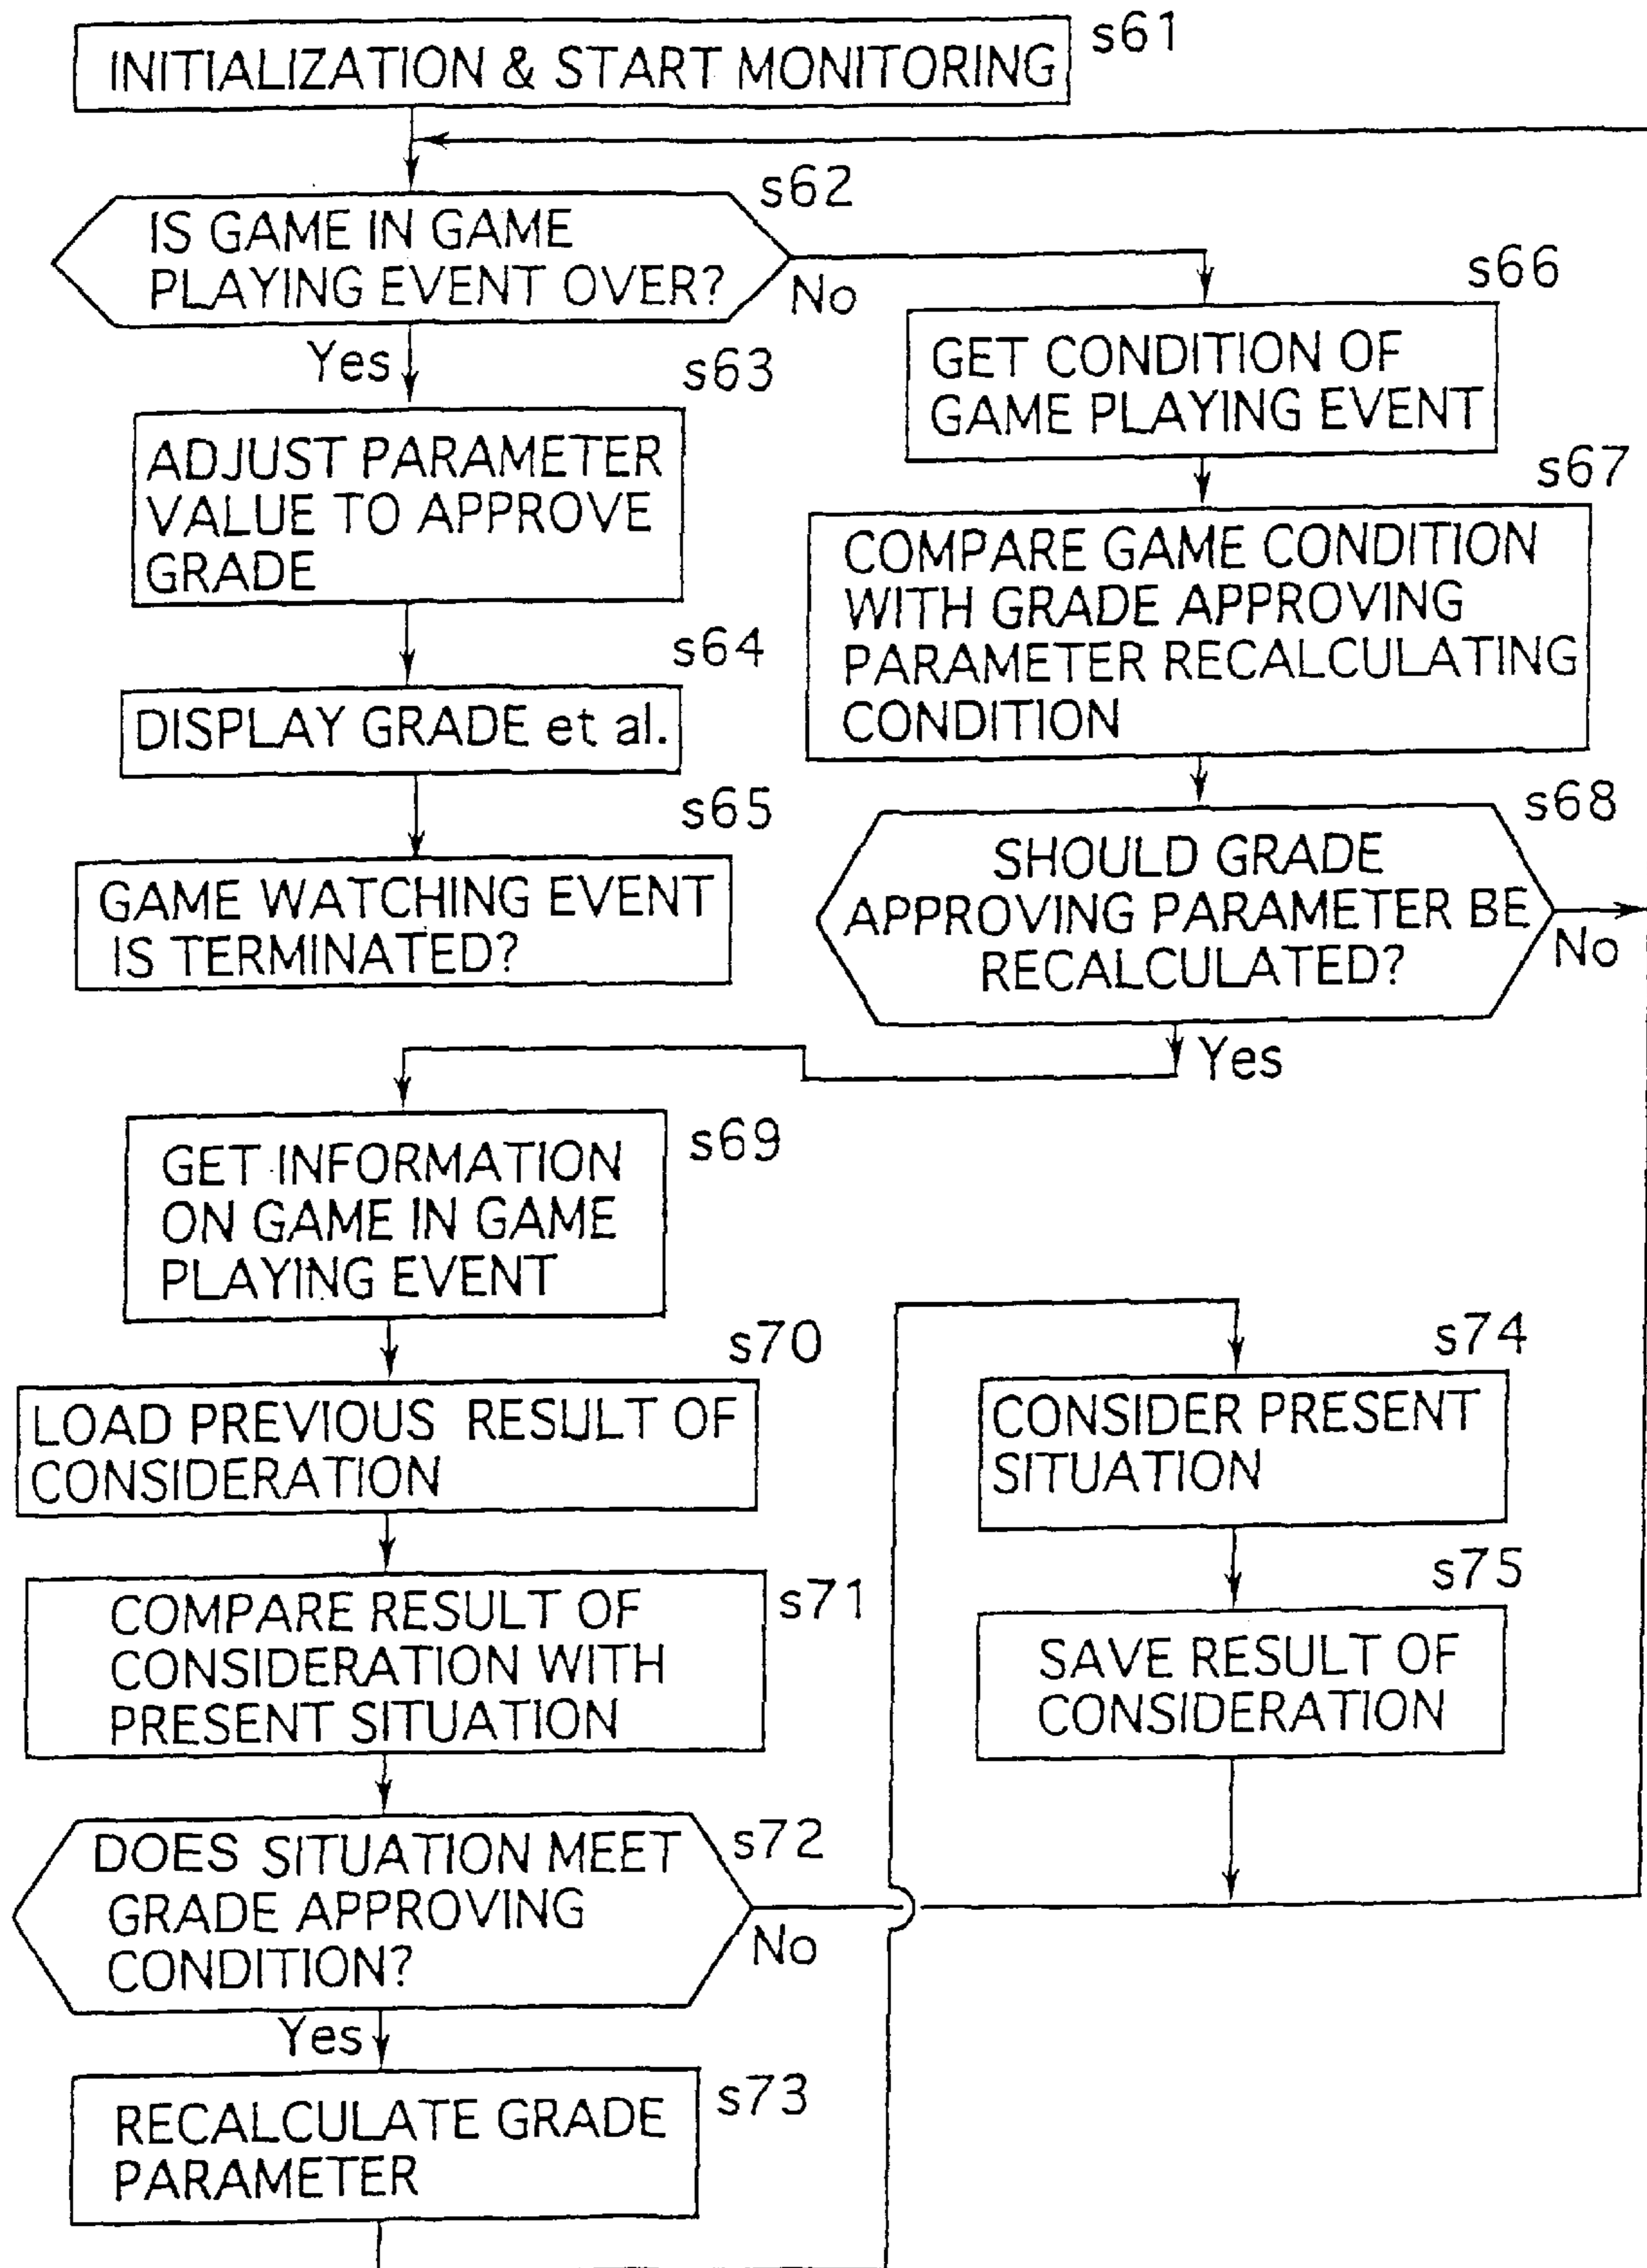 INITIALIZATION & START MONITORING
s61
s62
IS GAME IN GAME
PLAYING EVENT OVER?
No
Yes
s63
ADJUST PARAMETER
VALUE TO APPROVE
GRADE
s64
DISPLAY GRADE et al.
s65
GAME WATCHING EVENT
IS TERMINATED?
s66
GET CONDITION OF
GAME PLAYING EVENT
s67
COMPARE GAME CONDITION
WITH GRADE APPROVING
PARAMETER RECALCULATING
CONDITION
s68
SHOULD GRADE
APPROVING PARAMETER BE
RECALCULATED?
No
Yes
s69
GET INFORMATION
ON GAME IN GAME
PLAYING EVENT
s70
LOAD PREVIOUS RESULT OF
CONSIDERATION
s71
COMPARE RESULT OF
CONSIDERATION WITH
PRESENT SITUATION
s72
DOES SITUATION MEET
GRADE APPROVING
CONDITION?
No
Yes
s73
RECALCULATE GRADE
PARAMETER
s74
CONSIDER PRESENT
SITUATION
s75
SAVE RESULT OF
CONSIDERATION